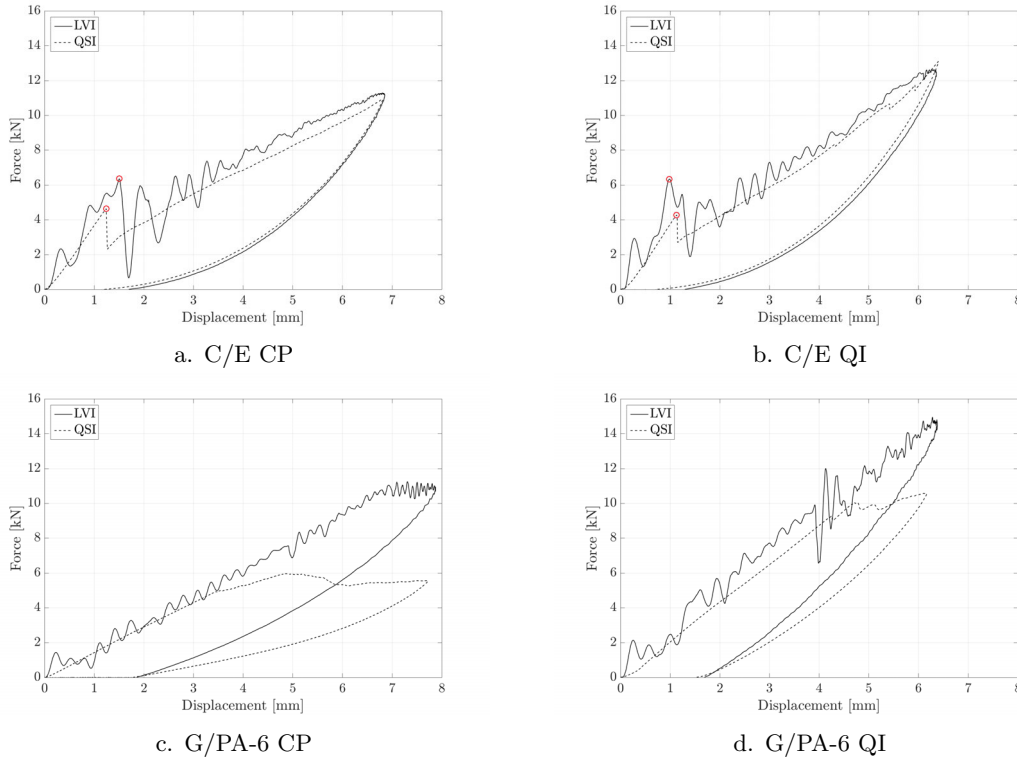 16
14
12
10
8
6
4
2
0
Force [kN]
LVI
QSI
0 1 2 3 4 5 6 7 8
Displacement [mm]
a. C/E CP
16
14
12
10
8
6
4
2
0
Force [kN]
LVI
QSI
0 1 2 3 4 5 6 7 8
Displacement [mm]
b. C/E QI
16
14
12
10
8
6
4
2
0
Force [kN]
LVI
QSI
0 1 2 3 4 5 6 7 8
Displacement [mm]
c. G/PA-6 CP
16
14
12
10
8
6
4
2
0
Force [kN]
LVI
QSI
0 1 2 3 4 5 6 7 8
Displacement [mm]
d. G/PA-6 QI